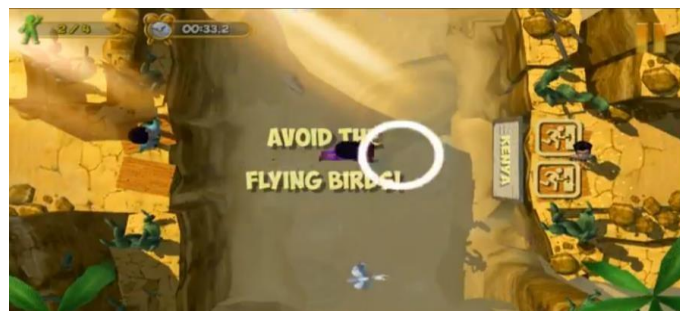 2/4
00:33.2
AVOID THE
FLYING BIRDS!
KENYA